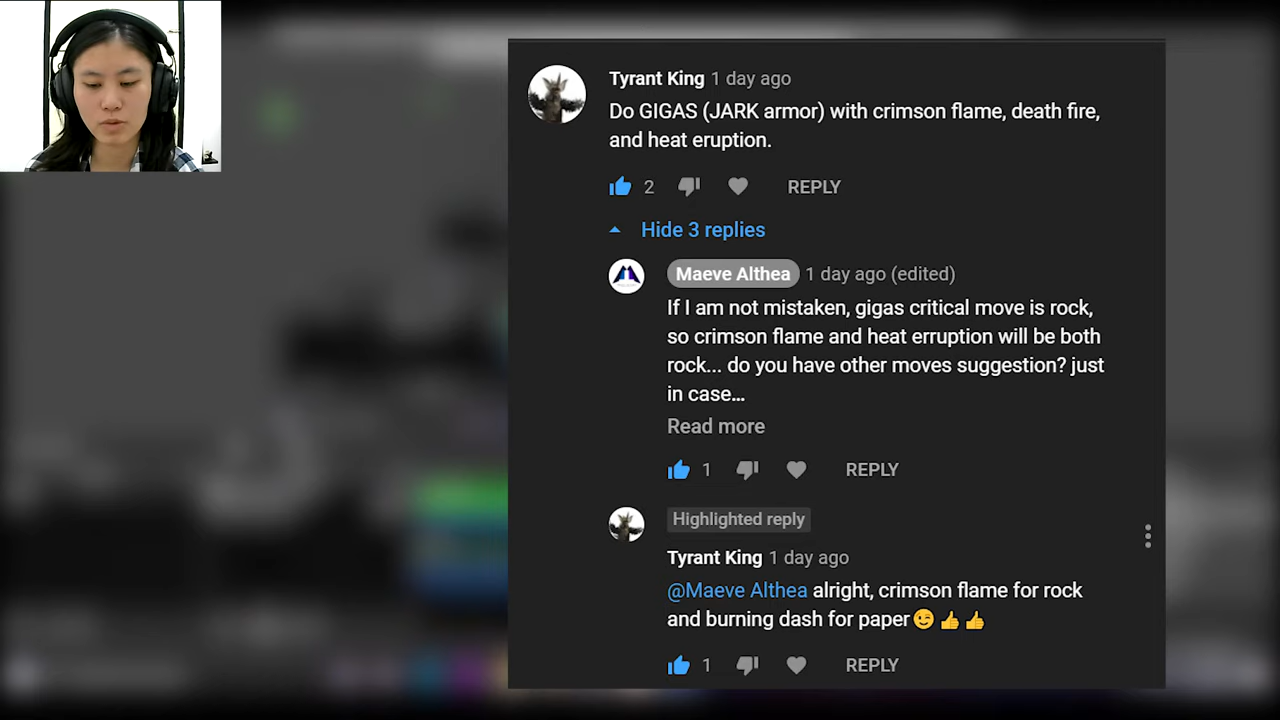 Tyrant King 1 day ago
Do GIGAS (JARK armor) with crimson flame, death fire,
and heat eruption.
2 REPLY
Hide 3 replies
Maeve Althea 1 day ago (edited)
If I am not mistaken, gigas critical move is rock,
so crimson flame and heat erruption will be both
rock... do you have other moves suggestion? just
in case...
Read more
1 REPLY
Highlighted reply
Tyrant King 1 day ago
@Maeve Althea alright, crimson flame for rock
and burning dash for paper😉👍👍
1 REPLY